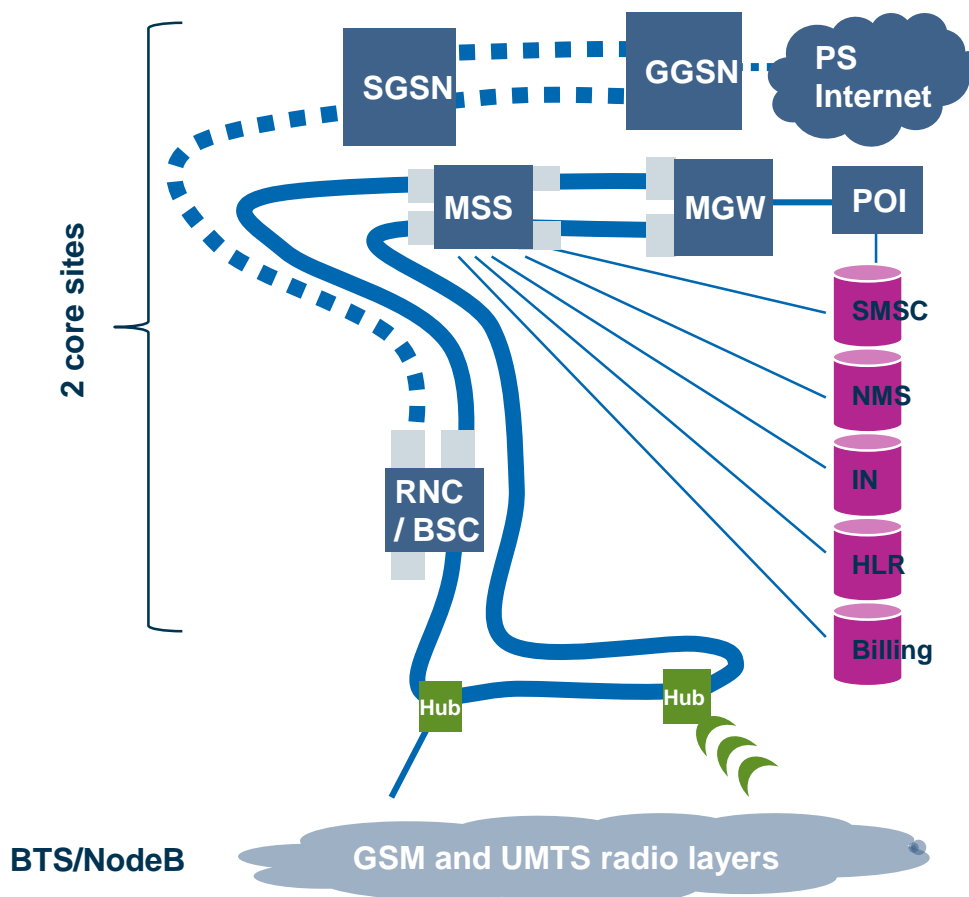 SGSN
GGSN
PS
Internet
MSS
MGW
POI
2 core sites
SMSC
NMS
IN
HLR
Billing
RNC
/ BSC
Hub
Hub
BTS/NodeB
GSM and UMTS radio layers